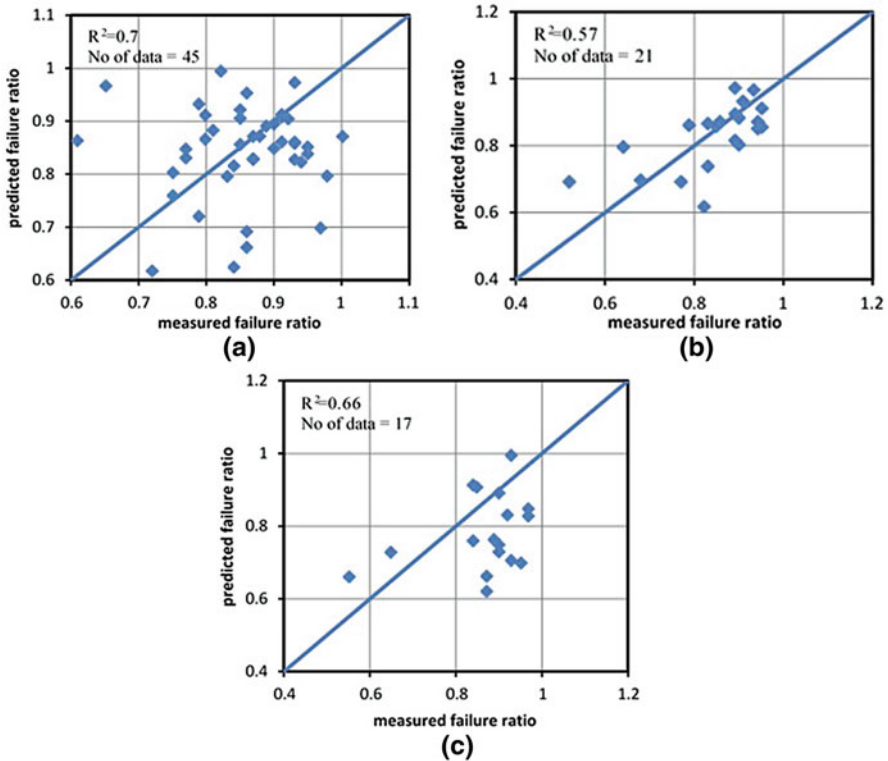 1.1
R²=0.7
No of data = 45
1
0.9
0.8
0.7
0.6
predicted failure ratio
0.6 0.7 0.8 0.9 1 1.1
measured failure ratio
(a)
1.2
R²=0.57
No of data = 21
1
0.8
0.6
0.4
predicted failure ratio
0.4 0.6 0.8 1 1.2
measured failure ratio
(b)
1.2
R²=0.66
No of data = 17
1
0.8
0.6
0.4
predicted failure ratio
0.4 0.6 0.8 1 1.2
measured failure ratio
(c)